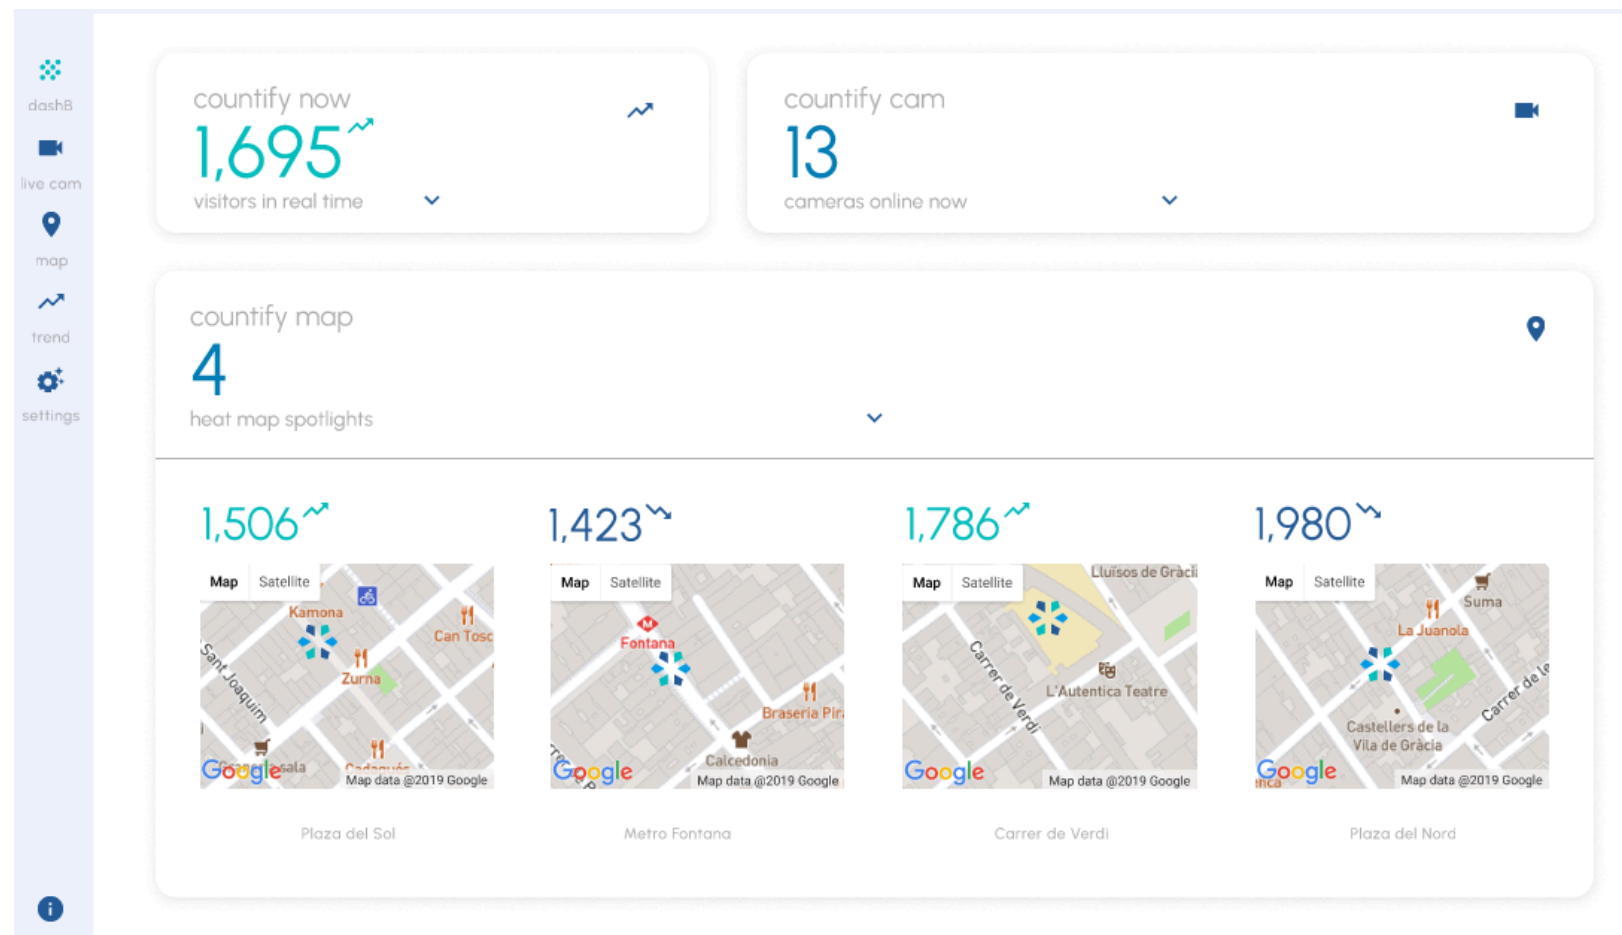 dashB
live cam
map
trend
settings
countify now
1,695
visitors in real time
countify cam
13
cameras online now
countify map
4
heat map spotlights
1,506
Map Satellite
Kamona
Can Tosc
Zurna
Sant Joaquim
sala
Google
Map data @2019 Google
Plaza del Sol
1,423
Map Satellite
Fontana
Braseria Pir
Calcedonia
Google
Map data @2019 Google
Metro Fontana
1,786
Map Satellite
Lluïsos de Gràci
Carrer de Verdi
L'Autentica Teatre
Google
Map data @2019 Google
Carrer de Verdi
1,980
Map Satellite
Suma
La Juanola
Carrer de le
Castellers de la
Vila de Gràcia
Google
Map data @2019 Google
Plaza del Nord